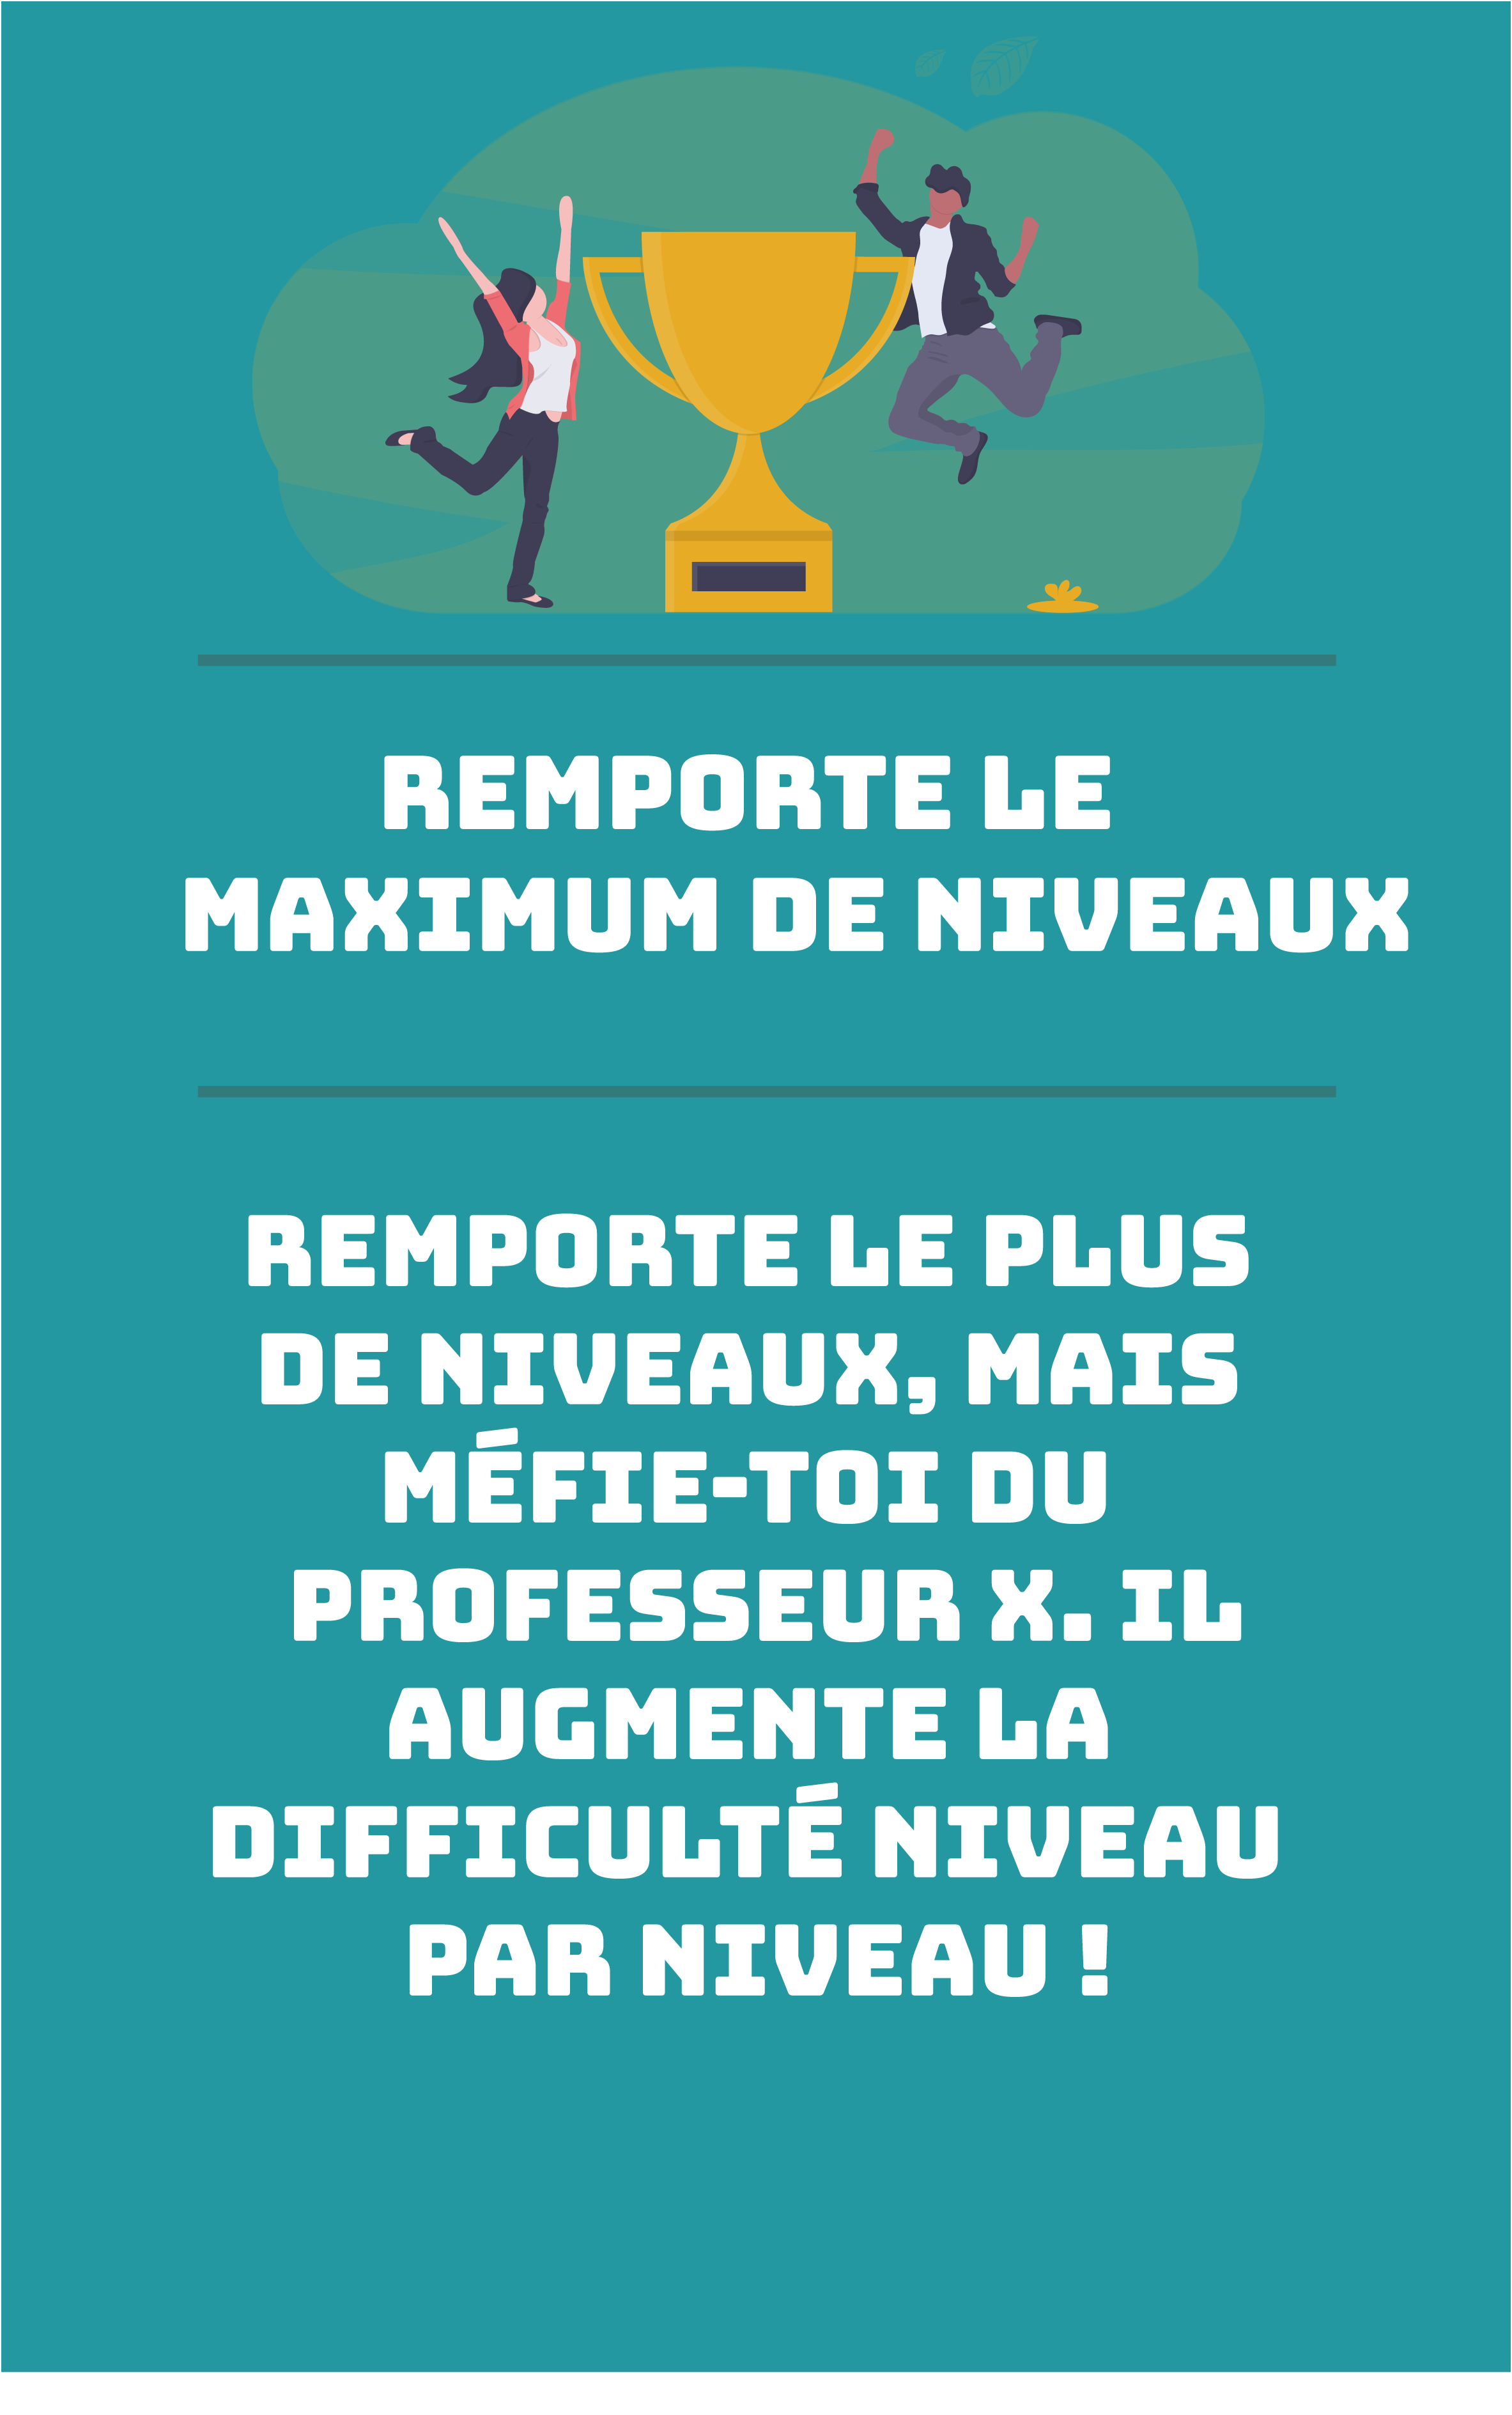 REMPORTE LE
MAXIMUM DE NIVEAUX
REMPORTE LE PLUS
DE NIVEAUX, MAIS
MÉFIE-TOI DU
PROFESSEUR X. IL
AUGMENTE LA
DIFFICULTÉ NIVEAU
PAR NIVEAU !